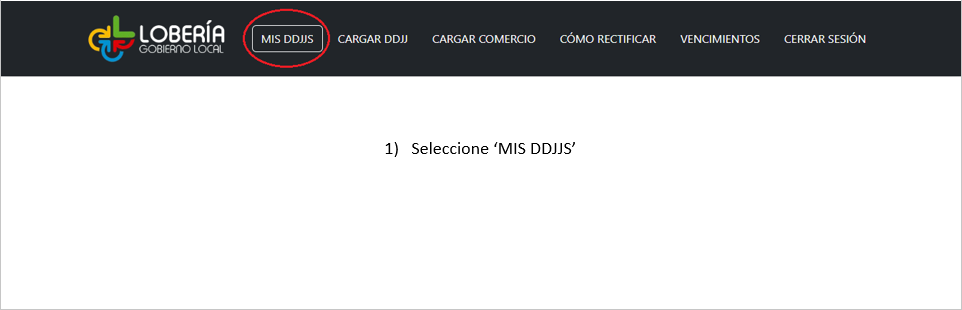 LOBERÍA
GOBIERNO LOCAL
MIS DDJJS CARGAR DDJJ CARGAR COMERCIO CÓMO RECTIFICAR VENCIMIENTOS CERRAR SESIÓN
1) Seleccione ‘MIS DDJJS’